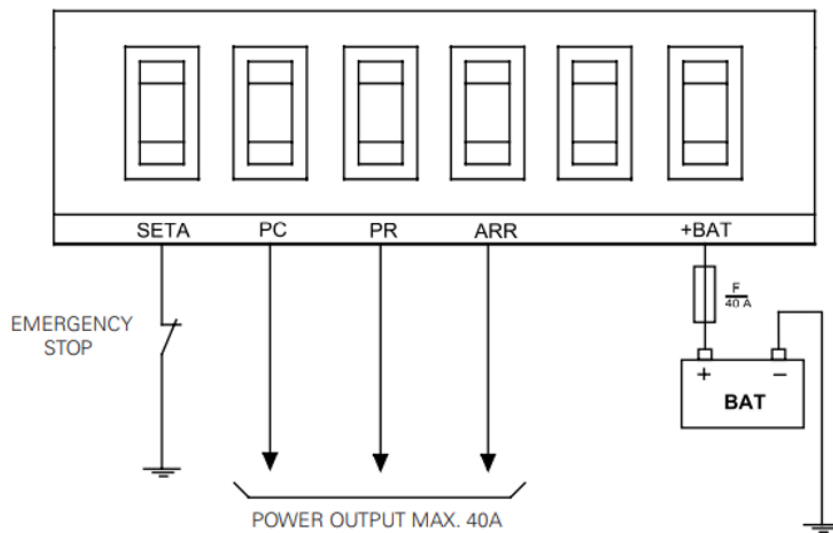 SETA PC PR ARR +BAT
EMERGENCY
STOP
F
40 A
+ −
BAT
POWER OUTPUT MAX. 40A